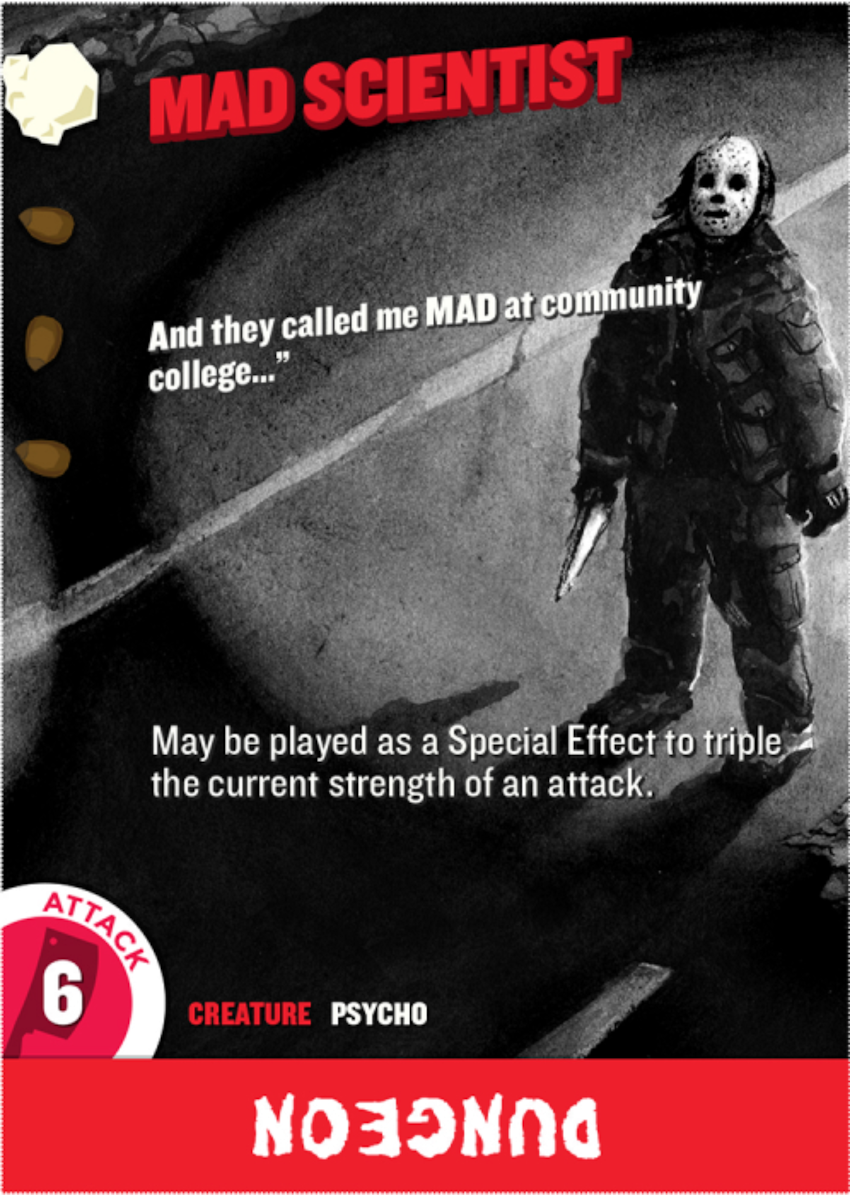 MAD SCIENTIST
And they called me MAD at community
college...”
May be played as a Special Effect to triple
the current strength of an attack.
ATTACK
6
CREATURE PSYCHO
DUNGEON